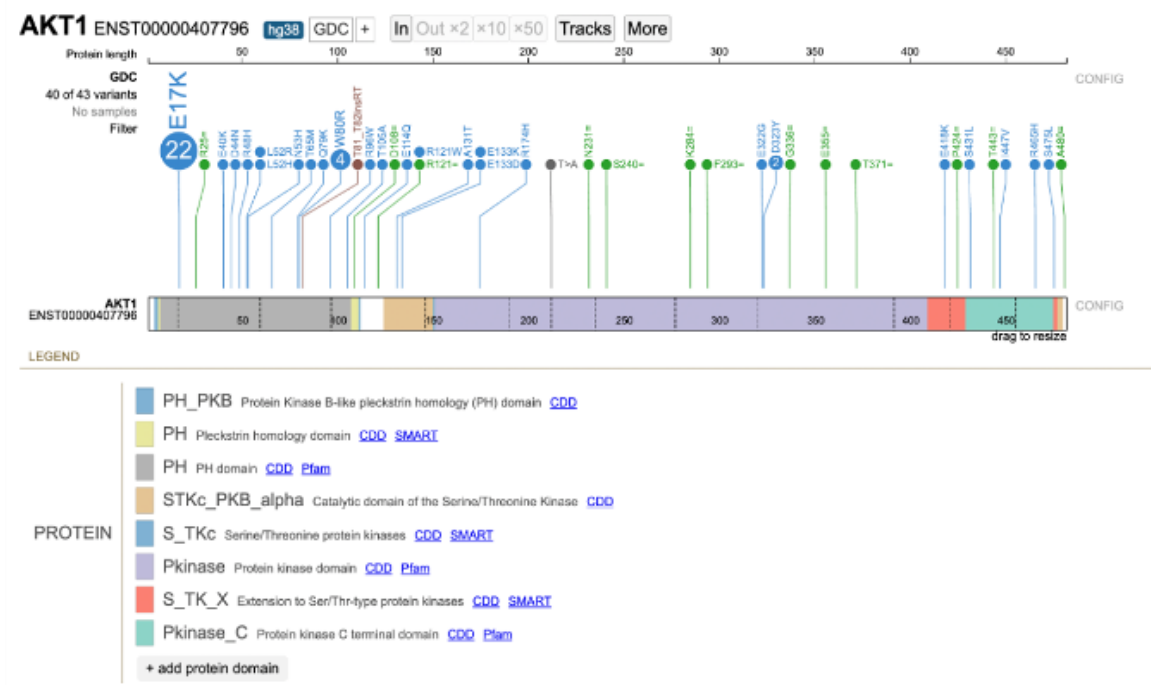 AKT1 ENST00000407796 hg38 GDC + In Out ×2 ×10 ×50 Tracks More
Protein length 50 100 150 200 250 300 350 400 450
GDC CONFIG
40 of 43 variants
No samples
Filter
22 E17K
R25=
E40K
R48H
L52R
L52H
N53H
T65M
Q79K
4 W80R
T81_T82insRT
R96W
T105A
D108=
E114Q
R121W
R121=
A131T
E133K
E133D
R174H
T>A
N231=
S240=
K284=
F293=
E322G
2 D323Y
G336=
E355=
T371=
E418K
P424=
S431L
T443=
I447V
R465H
S475L
A480=
AKT1 CONFIG
ENST00000407796
50 100 150 200 250 300 350 400 450
drag to resize
LEGEND
PROTEIN
PH_PKB Protein Kinase B-like pleckstrin homology (PH) domain CDD
PH Pleckstrin homology domain CDD SMART
PH PH domain CDD Pfam
STKc_PKB_alpha Catalytic domain of the Serine/Threonine Kinase CDD
S_TKc Serine/Threonine protein kinases CDD SMART
Pkinase Protein kinase domain CDD Pfam
S_TK_X Extension to Ser/Thr-type protein kinases CDD SMART
Pkinase_C Protein kinase C terminal domain CDD Pfam
+ add protein domain